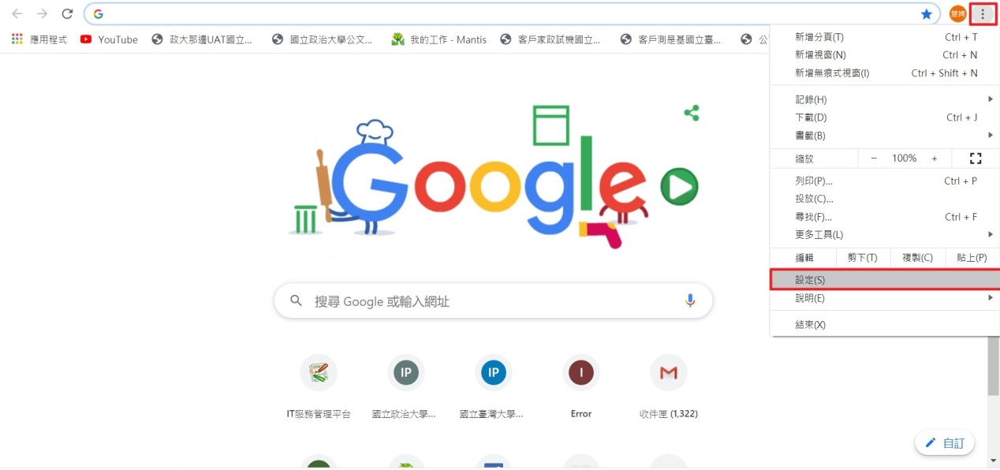 慧娉
應用程式 YouTube 政大那邊UAT國立... 國立政治大學公文... 我的工作 - Mantis 客戶家政試機國立... 客戶測是基國立臺...
新增分頁(T) Ctrl + T
新增視窗(N) Ctrl + N
新增無痕式視窗(I) Ctrl + Shift + N
記錄(H)
下載(D) Ctrl + J
書籤(B)
縮放 − 100% +
列印(P)... Ctrl + P
投放(C)...
尋找(F)... Ctrl + F
更多工具(L)
編輯 剪下(T) 複製(C) 貼上(P)
設定(S)
說明(E)
結束(X)
Google
搜尋 Google 或輸入網址
IP IP I
IT服務管理平台 國立政治大學... 國立臺灣大學... Error 收件匣 (1,322)
自訂